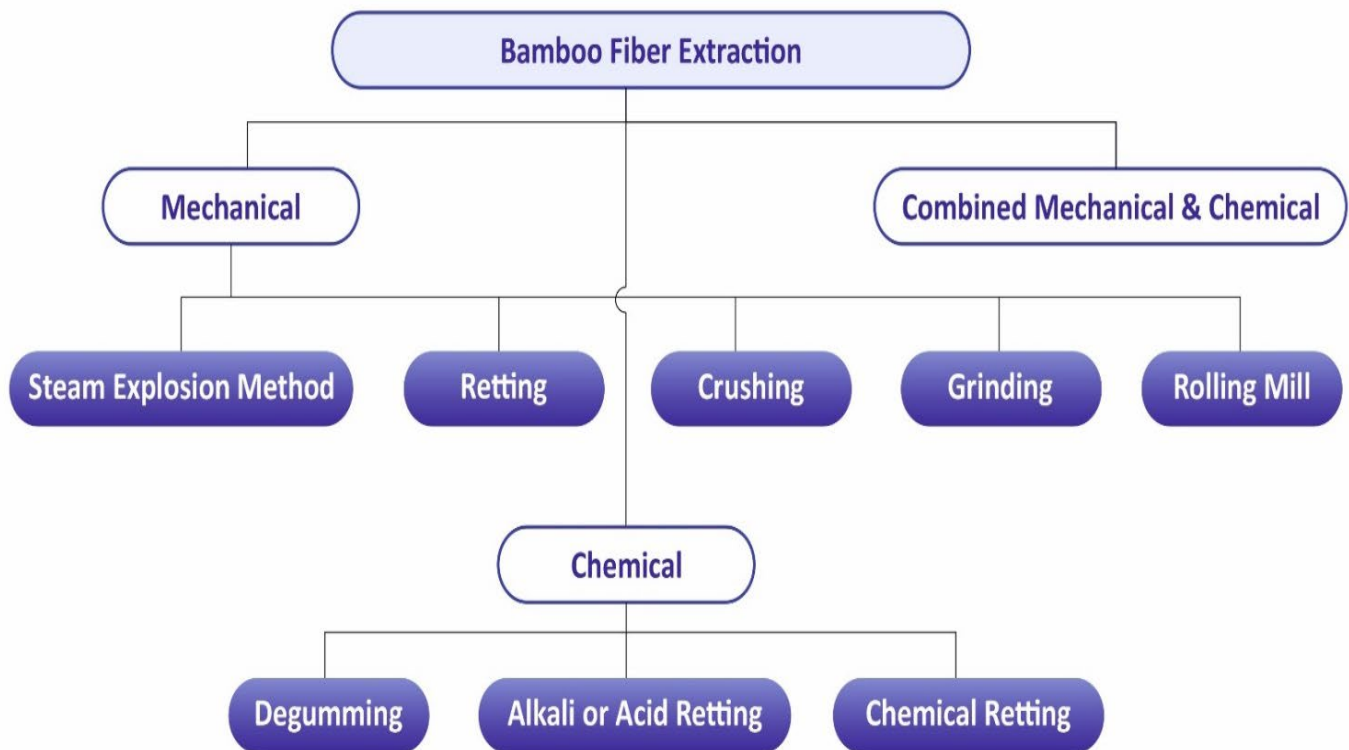 Bamboo Fiber Extraction
Mechanical
Combined Mechanical & Chemical
Steam Explosion Method
Retting
Crushing
Grinding
Rolling Mill
Chemical
Degumming
Alkali or Acid Retting
Chemical Retting